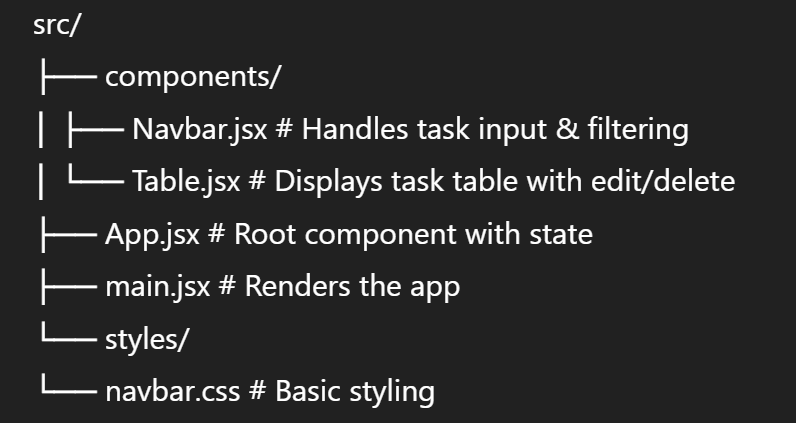 src/
├── components/
│ ├── Navbar.jsx # Handles task input & filtering
│ └── Table.jsx # Displays task table with edit/delete
├── App.jsx # Root component with state
├── main.jsx # Renders the app
└── styles/
└── navbar.css # Basic styling